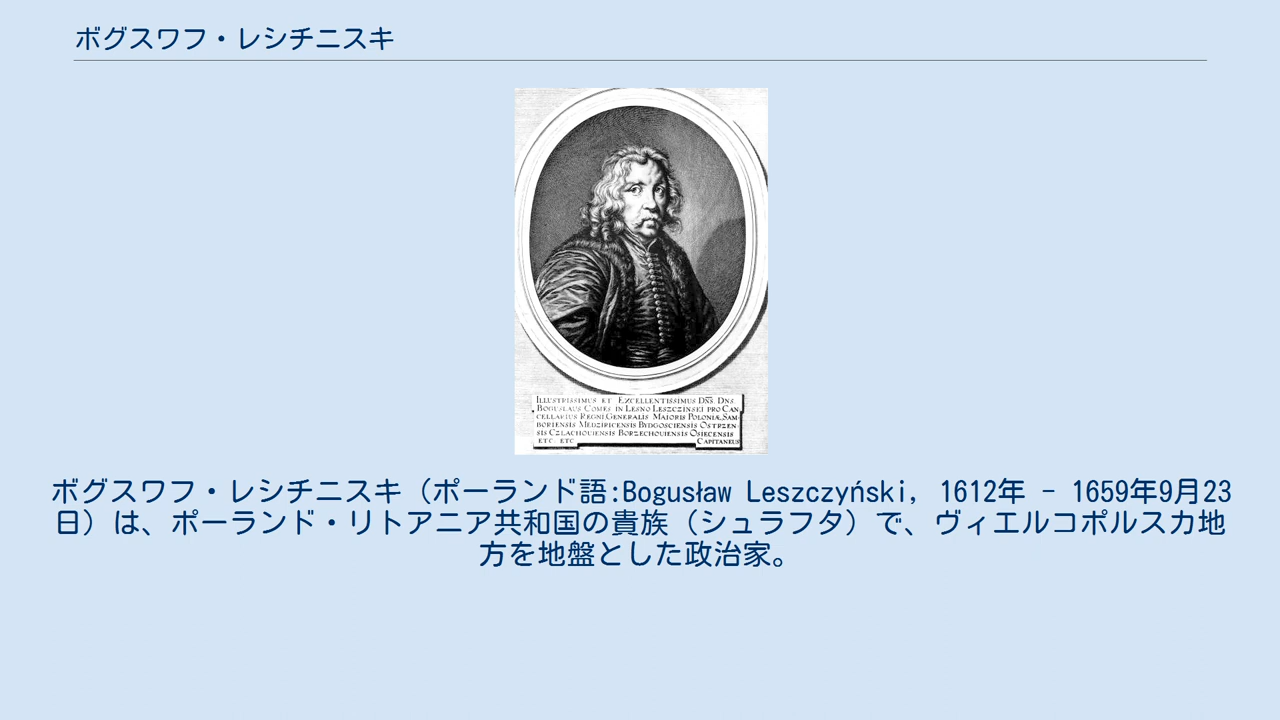 ボグスワフ・レシチニスキ
ILLUSTRISSIMUS ET EXCELLENTISSIMUS DNS. DNS.
BOGUSLAUS COMES IN LESNO LESZCZINSKI PRO CAN
CELLARIUS REGNI, GENERALIS MAIORIS POLONIÆ, SAM
BORIENSIS MEDZIRICENSIS BYDGOSCIENSIS OSTRZEN
SIS CZLACHOUIENSIS BORZECHOUIENSIS OSIECENSIS
ETC ETC CAPITANEUS
ボグスワフ・レシチニスキ（ポーランド語:Bogusław Leszczyński, 1612年 - 1659年9月23
日）は、ポーランド・リトアニア共和国の貴族（シュラフタ）で、ヴィエルコポルスカ地
方を地盤とした政治家。